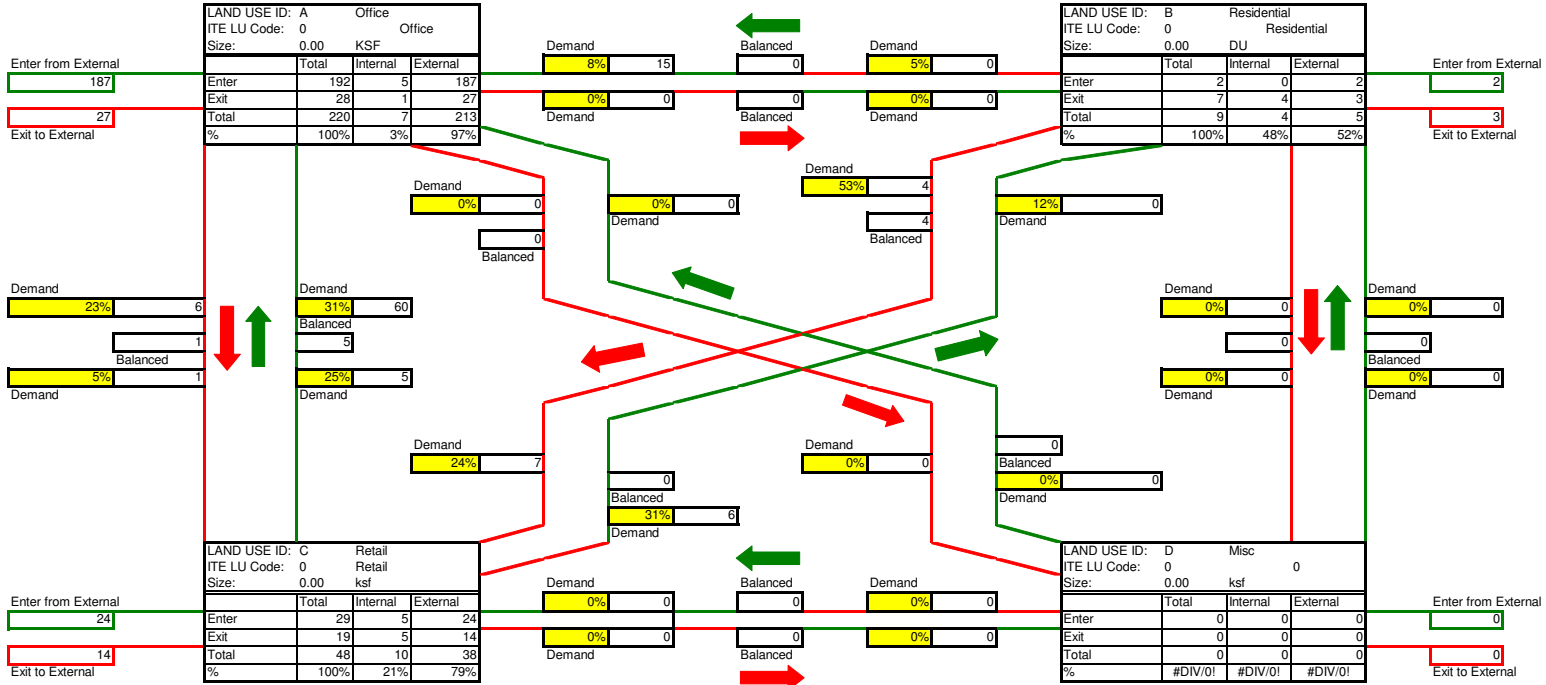 LAND USE ID: A Office
ITE LU Code: 0 Office
Size: 0.00 KSF
Total Internal External
Enter 192 5 187
Exit 28 1 27
Total 220 7 213
% 100% 3% 97%
Enter from External
187
27
Exit to External
Demand Balanced Demand
8% 15 0 5% 0
0% 0 0 0% 0
Demand Balanced Demand
LAND USE ID: B Residential
ITE LU Code: 0 Residential
Size: 0.00 DU
Total Internal External
Enter 2 0 2
Exit 7 4 3
Total 9 4 5
% 100% 48% 52%
Enter from External
2
3
Exit to External
Demand
0% 0
0
Balanced
0% 0
Demand
Demand
53% 4
4
Balanced
12% 0
Demand
Demand
23% 6
1
Balanced
5% 1
Demand
Demand
31% 60
Balanced
5
25% 5
Demand
Demand
0% 0
0
0% 0
Demand
0% 0
0
Balanced
0% 0
Demand
Demand
24% 7
0
Balanced
31% 6
Demand
Demand
0% 0
0
Balanced
0% 0
Demand
LAND USE ID: C Retail
ITE LU Code: 0 Retail
Size: 0.00 ksf
Total Internal External
Enter 29 5 24
Exit 19 5 14
Total 48 10 38
% 100% 21% 79%
Enter from External
24
14
Exit to External
Demand Balanced Demand
0% 0 0 0% 0
0% 0 0 0% 0
Demand Balanced Demand
LAND USE ID: D Misc
ITE LU Code: 0 0
Size: 0.00 ksf
Total Internal External
Enter 0 0 0
Exit 0 0 0
Total 0 0 0
% #DIV/0! #DIV/0! #DIV/0!
Enter from External
0
0
Exit to External